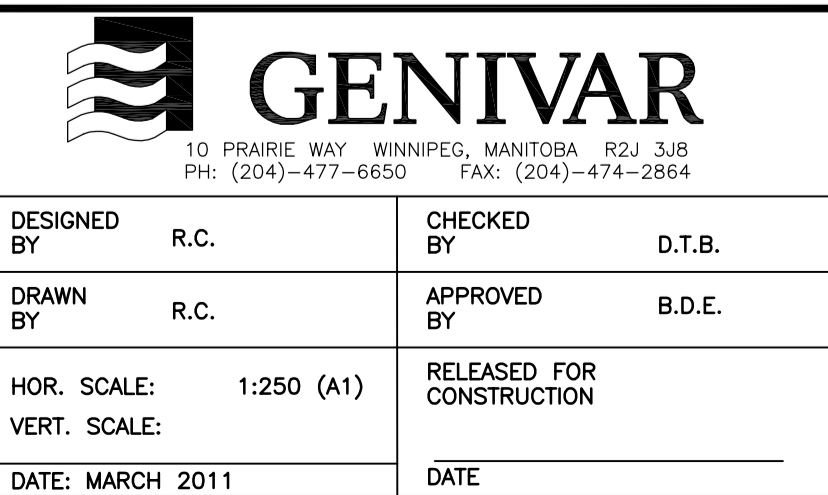 GENIVAR
10 PRAIRIE WAY WINNIPEG, MANITOBA R2J 3J8
PH: (204)-477-6650 FAX: (204)-474-2864
DESIGNED
BY R.C.
CHECKED
BY D.T.B.
DRAWN
BY R.C.
APPROVED
BY B.D.E.
HOR. SCALE: 1:250 (A1)
VERT. SCALE:
RELEASED FOR
CONSTRUCTION
DATE: MARCH 2011
DATE